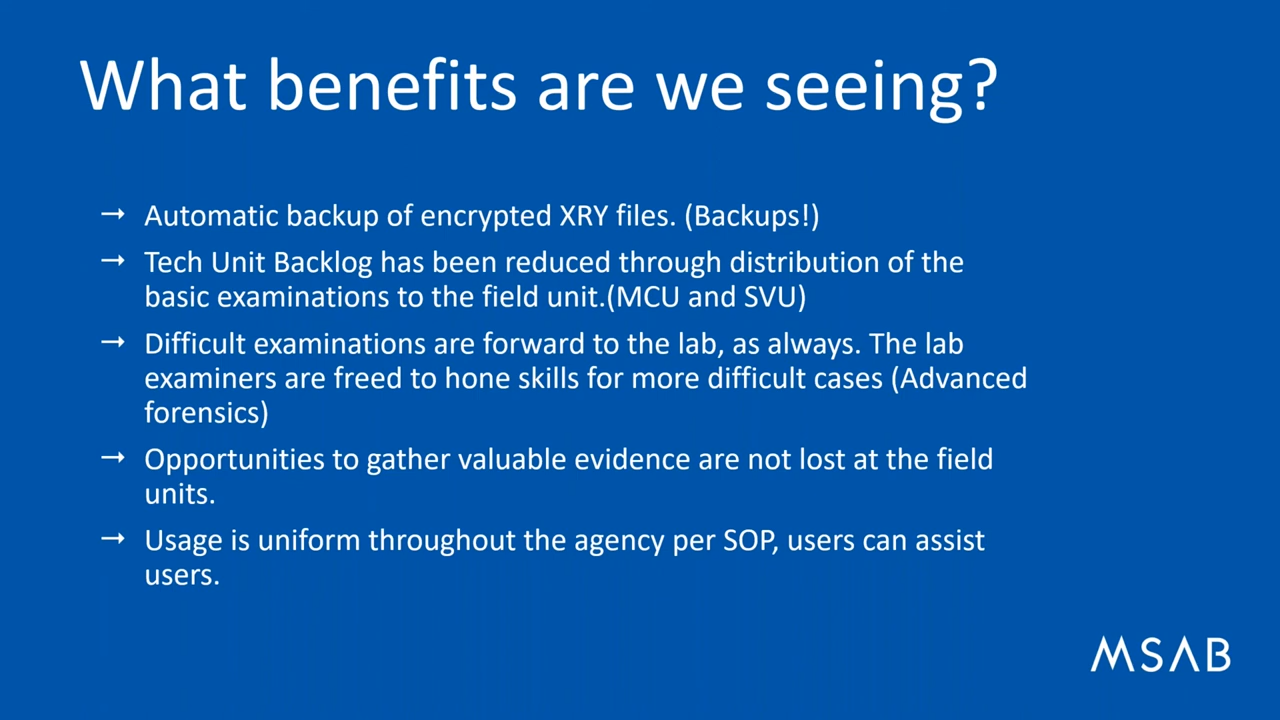 What benefits are we seeing?
→ Automatic backup of encrypted XRY files. (Backups!)
→ Tech Unit Backlog has been reduced through distribution of the
basic examinations to the field unit.(MCU and SVU)
→ Difficult examinations are forward to the lab, as always. The lab
examiners are freed to hone skills for more difficult cases (Advanced
forensics)
→ Opportunities to gather valuable evidence are not lost at the field
units.
→ Usage is uniform throughout the agency per SOP, users can assist
users.
MSAB